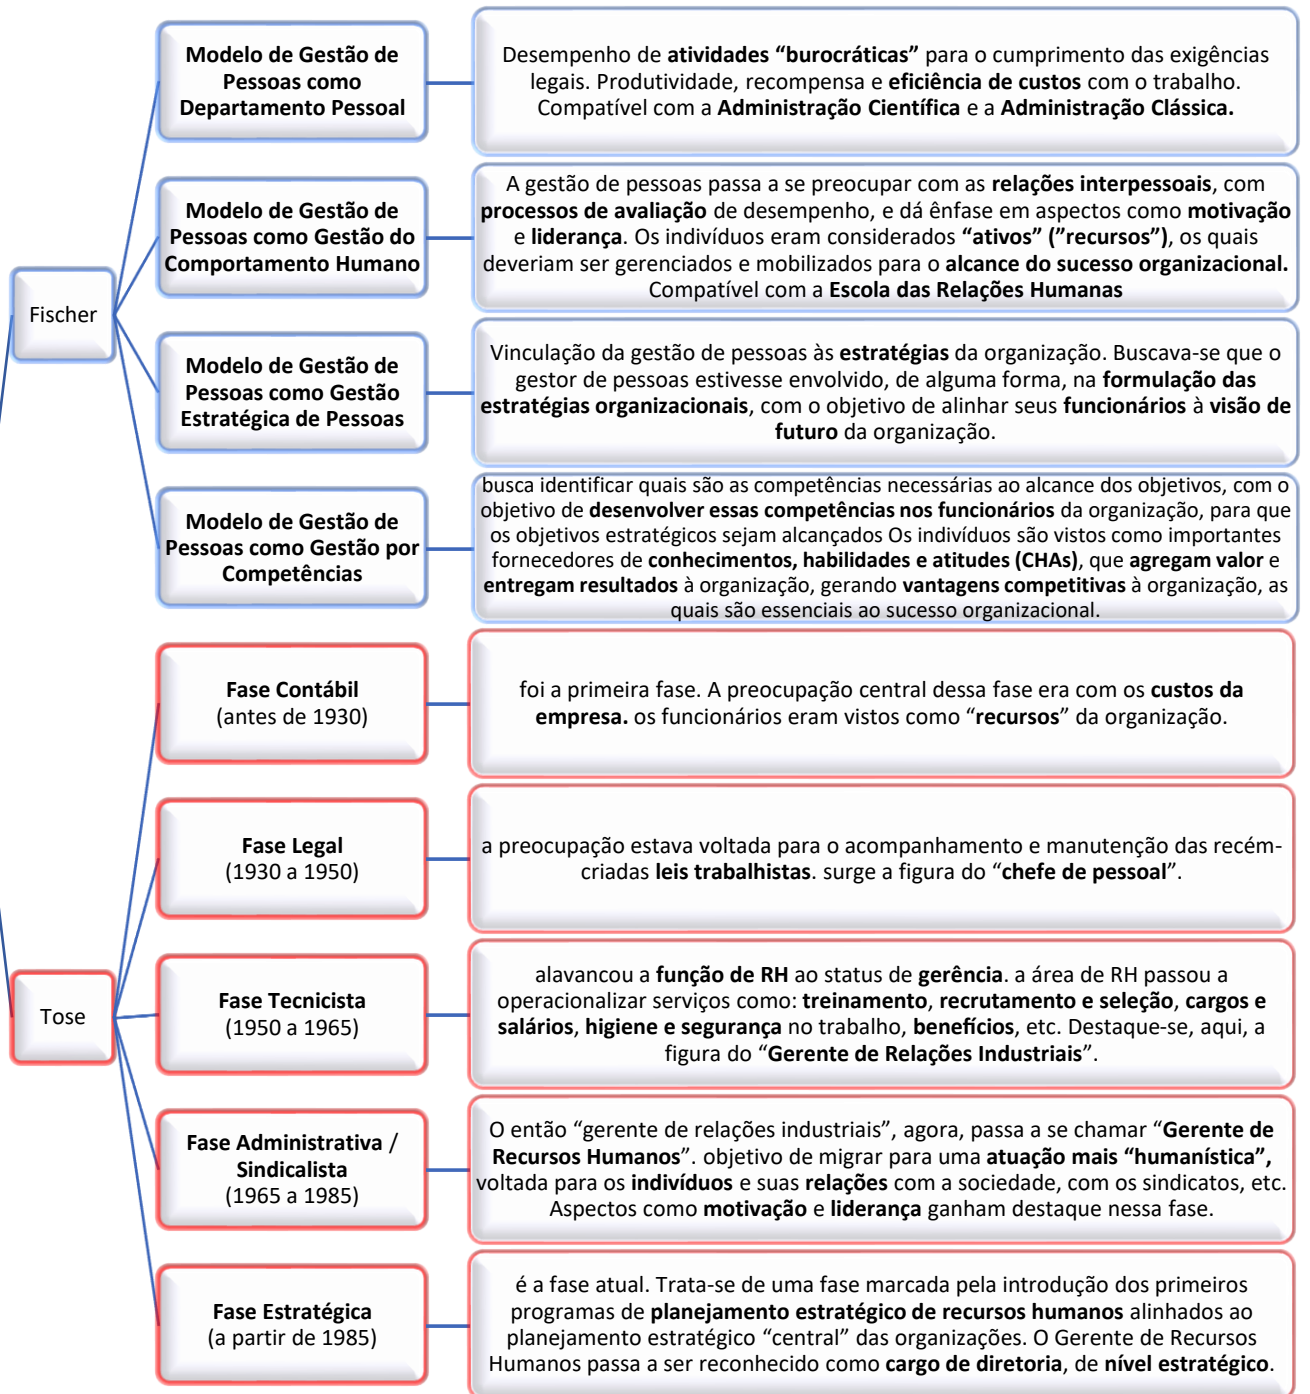 Fischer
Modelo de Gestão de
Pessoas como
Departamento Pessoal
Desempenho de atividades “burocráticas” para o cumprimento das exigências
legais. Produtividade, recompensa e eficiência de custos com o trabalho.
Compatível com a Administração Científica e a Administração Clássica.
Modelo de Gestão de
Pessoas como Gestão do
Comportamento Humano
A gestão de pessoas passa a se preocupar com as relações interpessoais, com
processos de avaliação de desempenho, e dá ênfase em aspectos como motivação
e liderança. Os indivíduos eram considerados “ativos” (”recursos”), os quais
deveriam ser gerenciados e mobilizados para o alcance do sucesso organizacional.
Compatível com a Escola das Relações Humanas
Modelo de Gestão de
Pessoas como Gestão
Estratégica de Pessoas
Vinculação da gestão de pessoas às estratégias da organização. Buscava-se que o
gestor de pessoas estivesse envolvido, de alguma forma, na formulação das
estratégias organizacionais, com o objetivo de alinhar seus funcionários à visão de
futuro da organização.
Modelo de Gestão de
Pessoas como Gestão por
Competências
busca identificar quais são as competências necessárias ao alcance dos objetivos, com o
objetivo de desenvolver essas competências nos funcionários da organização, para que
os objetivos estratégicos sejam alcançados Os indivíduos são vistos como importantes
fornecedores de conhecimentos, habilidades e atitudes (CHAs), que agregam valor e
entregam resultados à organização, gerando vantagens competitivas à organização, as
quais são essenciais ao sucesso organizacional.
Tose
Fase Contábil
(antes de 1930)
foi a primeira fase. A preocupação central dessa fase era com os custos da
empresa. os funcionários eram vistos como “recursos” da organização.
Fase Legal
(1930 a 1950)
a preocupação estava voltada para o acompanhamento e manutenção das recém-
criadas leis trabalhistas. surge a figura do “chefe de pessoal”.
Fase Tecnicista
(1950 a 1965)
alavancou a função de RH ao status de gerência. a área de RH passou a
operacionalizar serviços como: treinamento, recrutamento e seleção, cargos e
salários, higiene e segurança no trabalho, benefícios, etc. Destaque-se, aqui, a
figura do “Gerente de Relações Industriais”.
Fase Administrativa /
Sindicalista
(1965 a 1985)
O então “gerente de relações industriais”, agora, passa a se chamar “Gerente de
Recursos Humanos”. objetivo de migrar para uma atuação mais “humanística”,
voltada para os indivíduos e suas relações com a sociedade, com os sindicatos, etc.
Aspectos como motivação e liderança ganham destaque nessa fase.
Fase Estratégica
(a partir de 1985)
é a fase atual. Trata-se de uma fase marcada pela introdução dos primeiros
programas de planejamento estratégico de recursos humanos alinhados ao
planejamento estratégico “central” das organizações. O Gerente de Recursos
Humanos passa a ser reconhecido como cargo de diretoria, de nível estratégico.